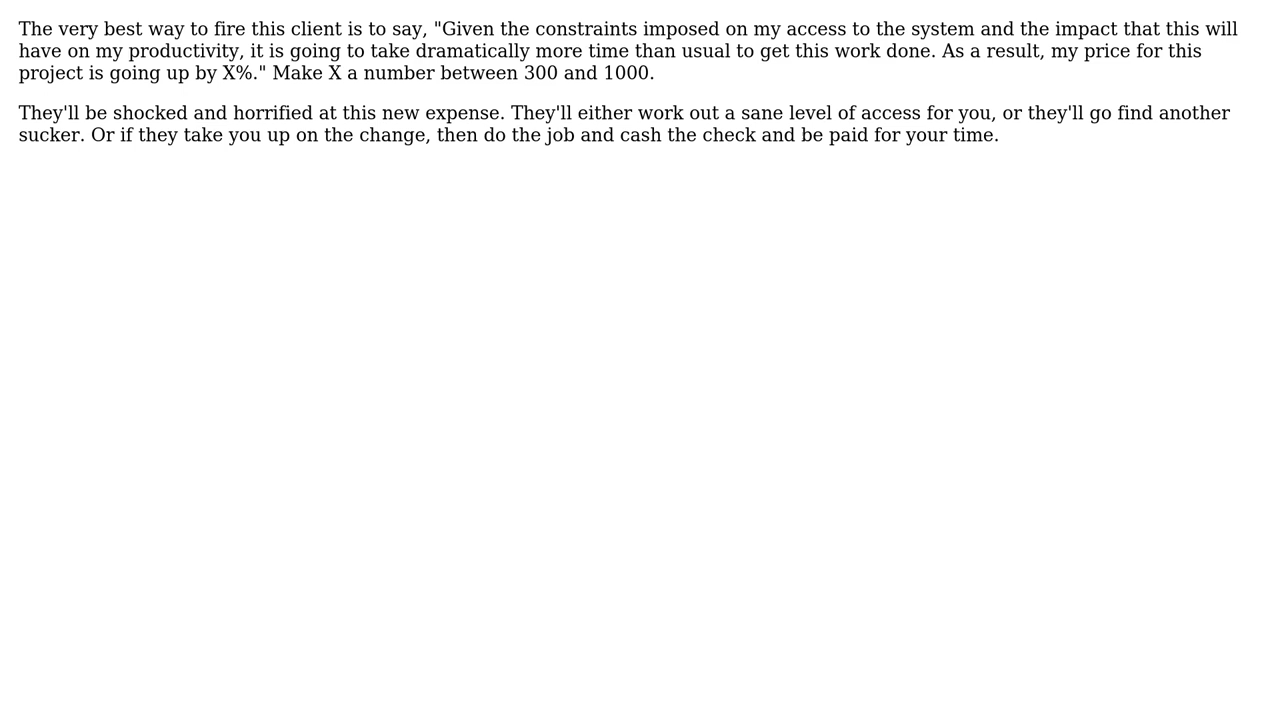 The very best way to fire this client is to say, "Given the constraints imposed on my access to the system and the impact that this will
have on my productivity, it is going to take dramatically more time than usual to get this work done. As a result, my price for this
project is going up by X%." Make X a number between 300 and 1000.
They'll be shocked and horrified at this new expense. They'll either work out a sane level of access for you, or they'll go find another
sucker. Or if they take you up on the change, then do the job and cash the check and be paid for your time.